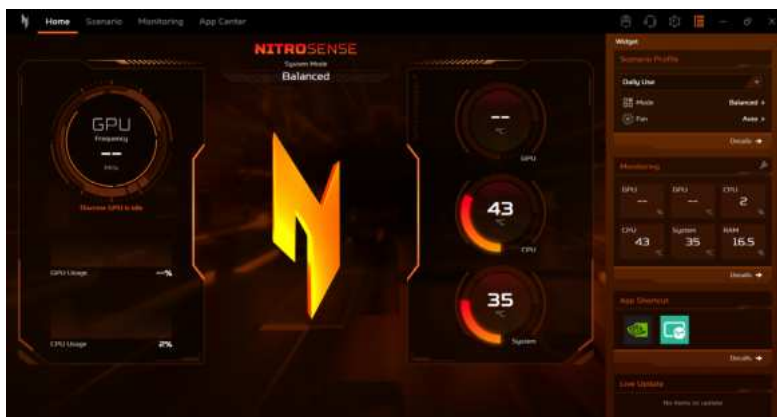 Home Scenario Monitoring App Center
NITROSENSE
System Mode
Balanced
GPU
Frequency
--
MHz
Discrete GPU is idle
GPU Usage --%
CPU Usage 2%
--
°C
GPU
43
°C
CPU
35
°C
System
Widget
Scenario Profile
Daily Use
Mode Balanced >
Fan Auto >
Details →
Monitoring
GPU GPU CPU
-- -- 2
% °C %
CPU System RAM
43 35 16.5
°C °C %
Details →
App Shortcut
Details →
Live Update
No items to update